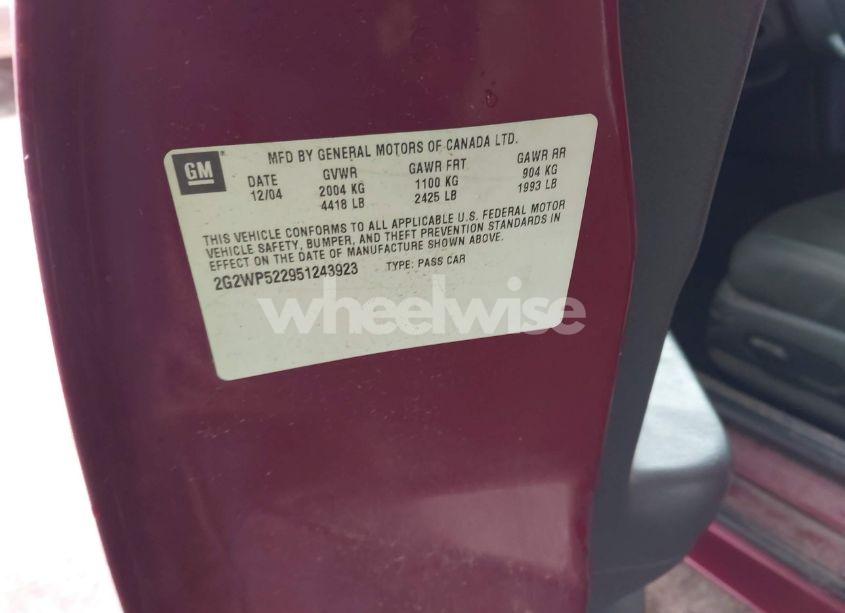 GM
MFD BY GENERAL MOTORS OF CANADA LTD.
DATE GVWR GAWR FRT GAWR RR
12/04 2004 KG 1100 KG 904 KG
4418 LB 2425 LB 1993 LB
THIS VEHICLE CONFORMS TO ALL APPLICABLE U.S. FEDERAL MOTOR
VEHICLE SAFETY, BUMPER, AND THEFT PREVENTION STANDARDS IN
EFFECT ON THE DATE OF MANUFACTURE SHOWN ABOVE.
2G2WP522951243923 TYPE: PASS CAR
wheelwise